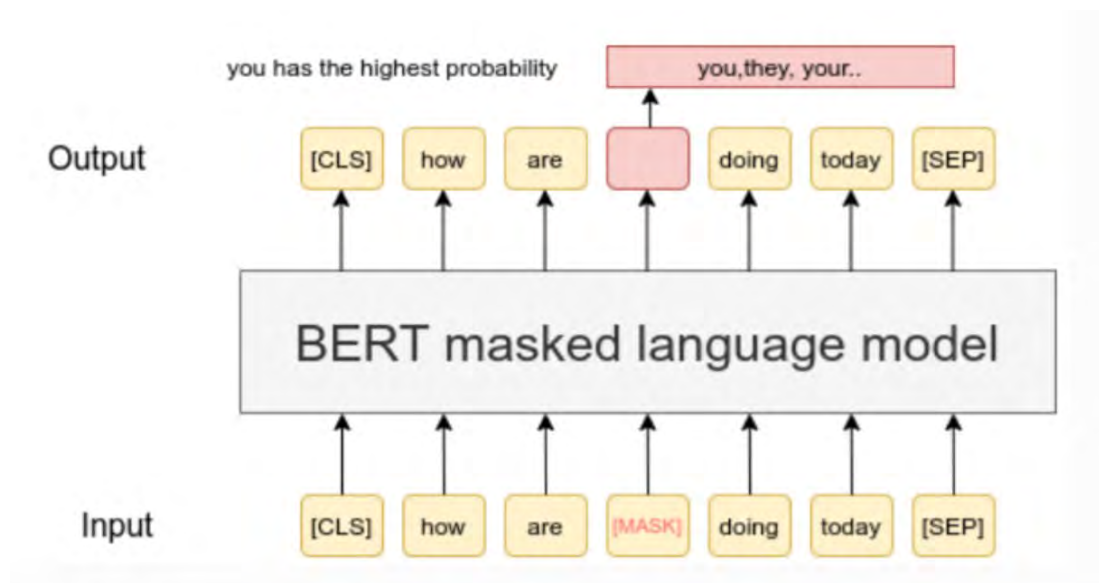 you has the highest probability
you,they, your..
Output
[CLS] how are doing today [SEP]
BERT masked language model
Input
[CLS] how are [MASK] doing today [SEP]